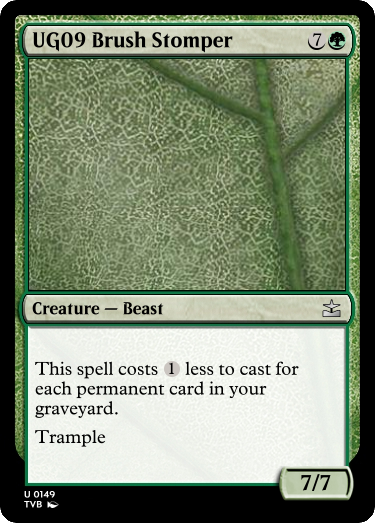 UG09 Brush Stomper 7
Creature — Beast
This spell costs 1 less to cast for
each permanent card in your
graveyard.
Trample
7/7
U 0149
TVB